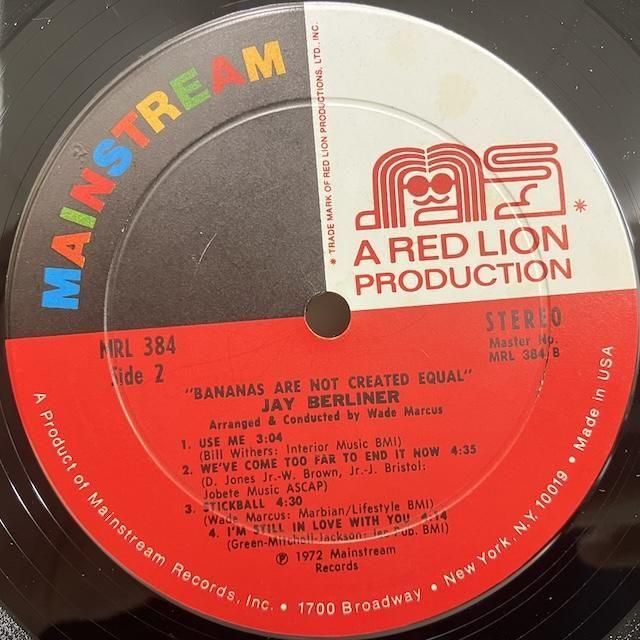 MAINSTREAM
* TRADE MARK OF RED LION PRODUCTIONS, LTD., INC.
*
A RED LION
PRODUCTION
MRL 384
Side 2
STEREO
Master No.
MRL 384/B
"BANANAS ARE NOT CREATED EQUAL"
JAY BERLINER
Arranged & Conducted by Wade Marcus
1. USE ME 3:04
(Bill Withers: Interior Music BMI)
2. WE'VE COME TOO FAR TO END IT NOW 4:35
(D. Jones Jr.-W. Brown, Jr.-J. Bristol:
Jobete Music ASCAP)
3. STICKBALL 4:30
(Wade Marcus: Marbian/Lifestyle BMI)
4. I'M STILL IN LOVE WITH YOU 4:14
(Green-Mitchell-Jackson: Jec Pub. BMI)
℗ 1972 Mainstream
Records
A Product of Mainstream Records, Inc. • 1700 Broadway • New York, N.Y. 10019 • Made in USA